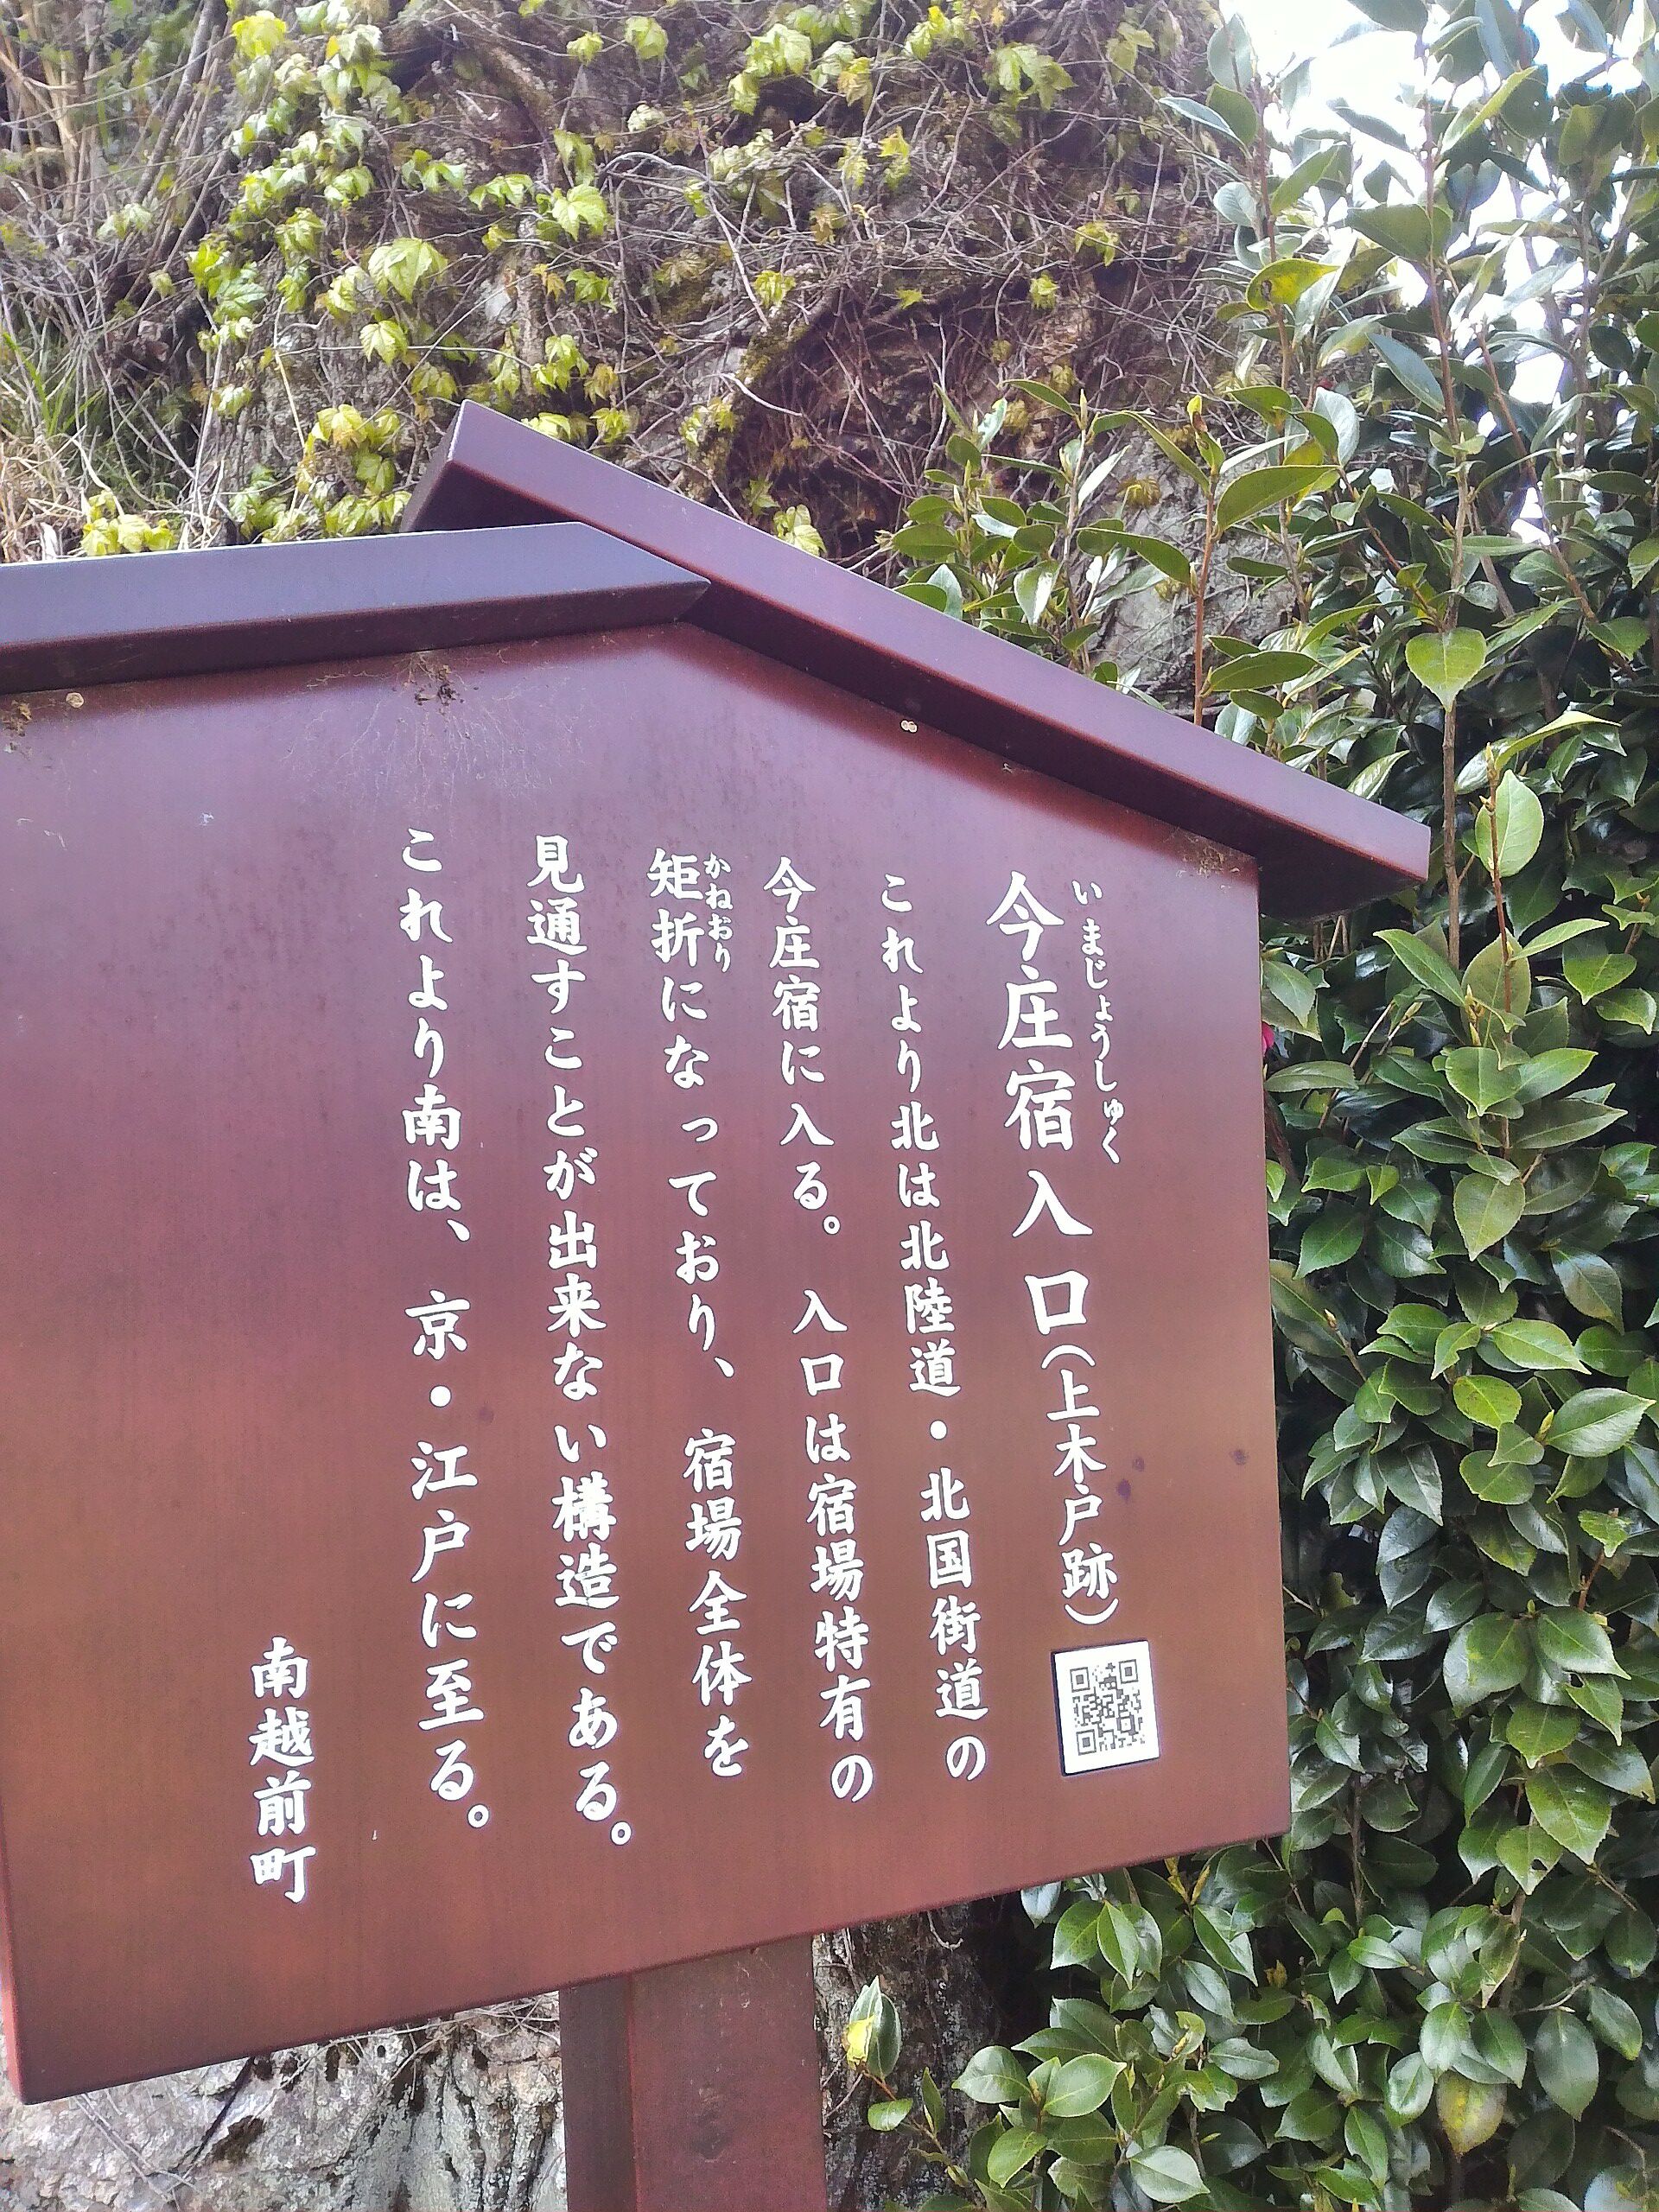 いまじょうしゅく
今庄宿入口（上木戸跡）
これより北は北陸道・北国街道の
今庄宿に入る。入口は宿場特有の
かねおり
矩折になっており、宿場全体を
見通すことが出来ない構造である。
これより南は、京・江戸に至る。
南越前町